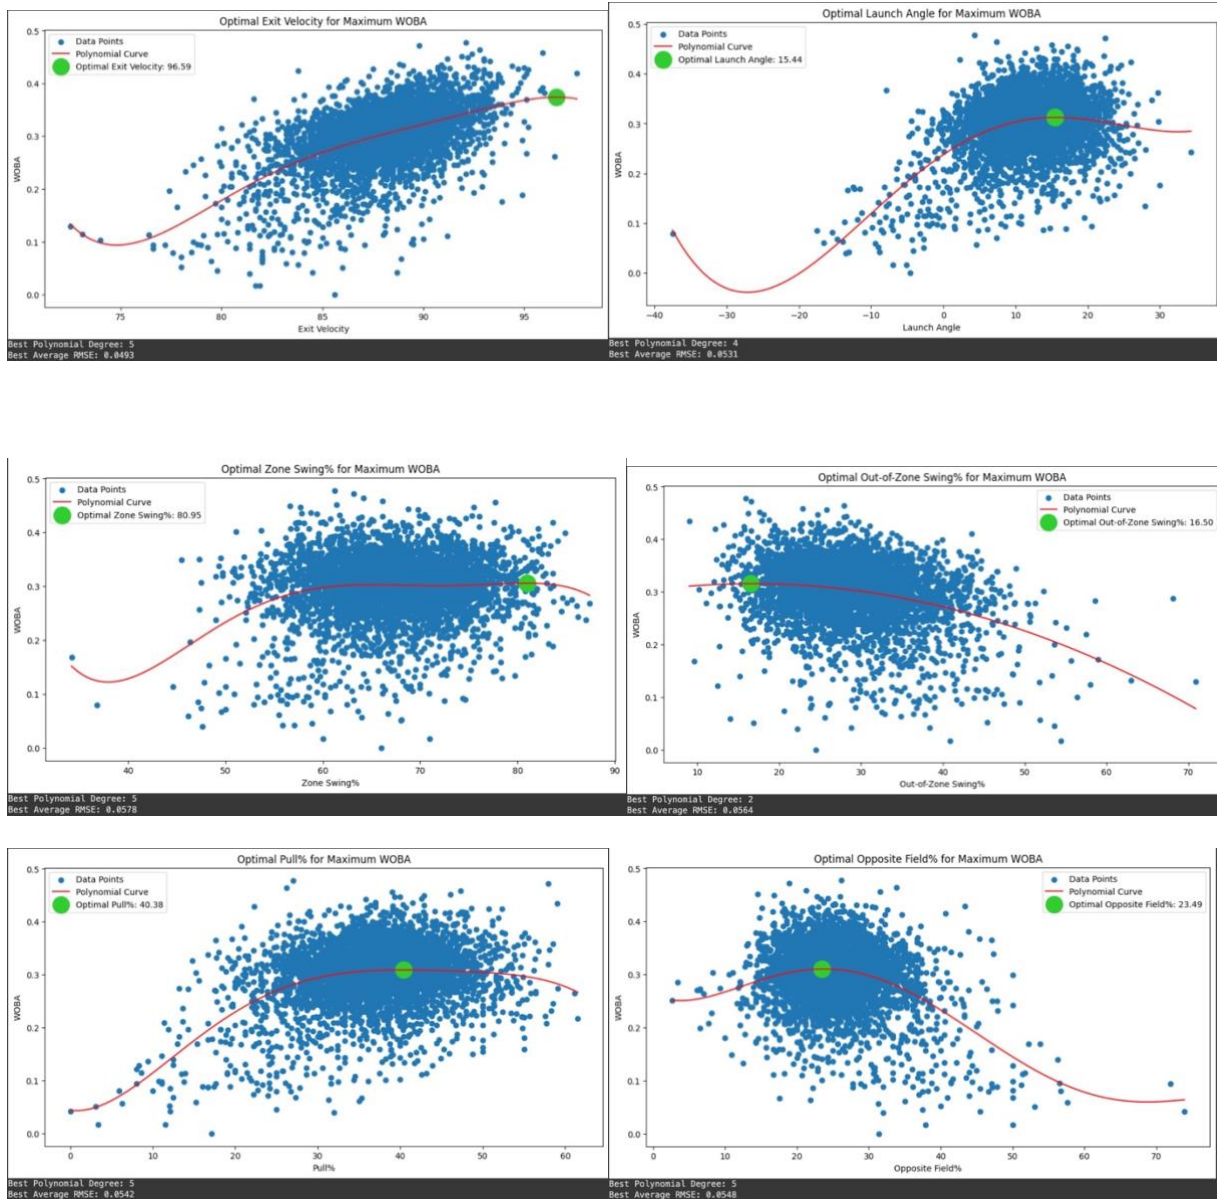 Optimal Exit Velocity for Maximum WOBA
Data Points
Polynomial Curve
Optimal Exit Velocity: 96.59
0.5
0.4
0.3
0.2
0.1
0.0
WOBA
75 80 85 90 95
Exit Velocity
Best Polynomial Degree: 5
Best Average RMSE: 0.0493
Optimal Launch Angle for Maximum WOBA
Data Points
Polynomial Curve
Optimal Launch Angle: 15.44
0.5
0.4
0.3
0.2
0.1
0.0
WOBA
−40 −30 −20 −10 0 10 20 30
Launch Angle
Best Polynomial Degree: 4
Best Average RMSE: 0.0531
Optimal Zone Swing% for Maximum WOBA
Data Points
Polynomial Curve
Optimal Zone Swing%: 80.95
0.5
0.4
0.3
0.2
0.1
0.0
WOBA
40 50 60 70 80 90
Zone Swing%
Best Polynomial Degree: 5
Best Average RMSE: 0.0578
Optimal Out-of-Zone Swing% for Maximum WOBA
Data Points
Polynomial Curve
Optimal Out-of-Zone Swing%: 16.50
0.5
0.4
0.3
0.2
0.1
0.0
WOBA
10 20 30 40 50 60 70
Out-of-Zone Swing%
Best Polynomial Degree: 2
Best Average RMSE: 0.0564
Optimal Pull% for Maximum WOBA
Data Points
Polynomial Curve
Optimal Pull%: 40.38
0.5
0.4
0.3
0.2
0.1
0.0
WOBA
0 10 20 30 40 50 60
Pull%
Best Polynomial Degree: 5
Best Average RMSE: 0.0542
Optimal Opposite Field% for Maximum WOBA
Data Points
Polynomial Curve
Optimal Opposite Field%: 23.49
0.5
0.4
0.3
0.2
0.1
0.0
WOBA
0 10 20 30 40 50 60 70
Opposite Field%
Best Polynomial Degree: 5
Best Average RMSE: 0.0548